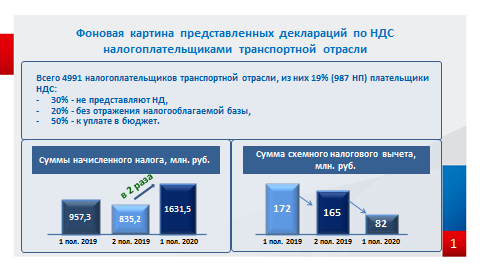 Фоновая картина представленных деклараций по НДС
налогоплательщиками транспортной отрасли
Всего 4991 налогоплательщиков транспортной отрасли, из них 19% (987 НП) плательщики
НДС:
- 30% - не представляют НД,
- 20% - без отражения налогооблагаемой базы,
- 50% - к уплате в бюджет.
Суммы начисленного налога, млн. руб.
в 2 раза
957,3
835,2
1631,5
1 пол. 2019 2 пол. 2019 1 пол. 2020
Сумма схемного налогового вычета,
млн. руб.
172
165
82
1 пол. 2019 2 пол. 2019 1 пол. 2020
1